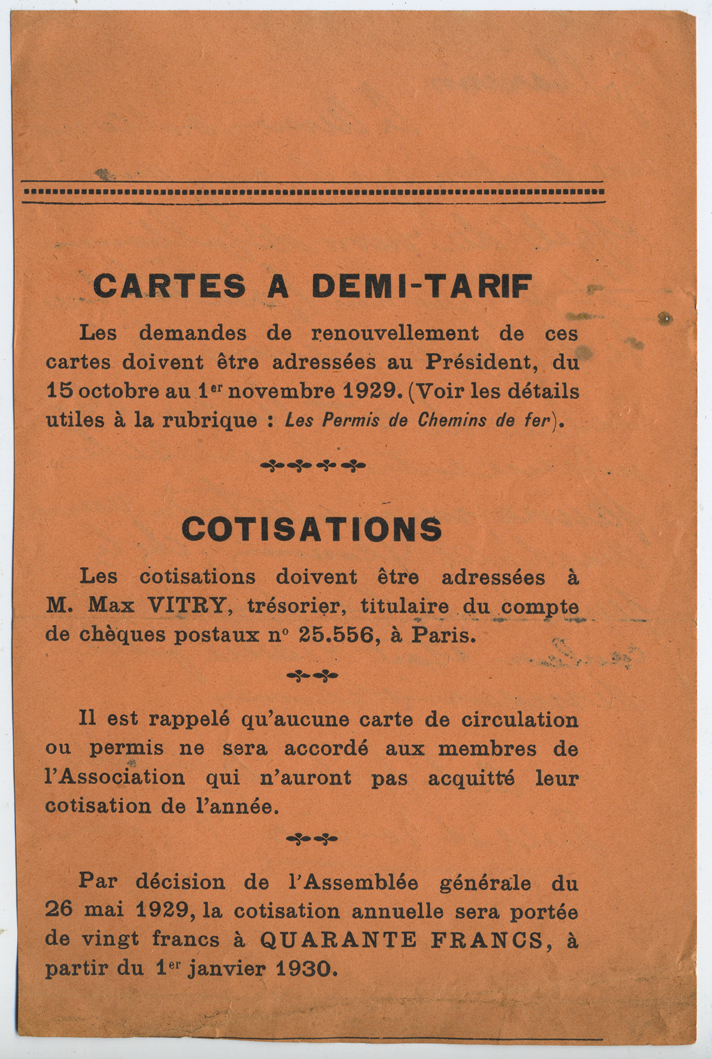 CARTES A DEMI-TARIF
Les demandes de renouvellement de ces
cartes doivent être adressées au Président, du
15 octobre au 1er novembre 1929. (Voir les détails
utiles à la rubrique : Les Permis de Chemins de fer).
COTISATIONS
Les cotisations doivent être adressées à
M. Max VITRY, trésorier, titulaire du compte
de chèques postaux no 25.556, à Paris.
Il est rappelé qu'aucune carte de circulation
ou permis ne sera accordé aux membres de
l'Association qui n'auront pas acquitté leur
cotisation de l'année.
Par décision de l'Assemblée générale du
26 mai 1929, la cotisation annuelle sera portée
de vingt francs à QUARANTE FRANCS, à
partir du 1er janvier 1930.